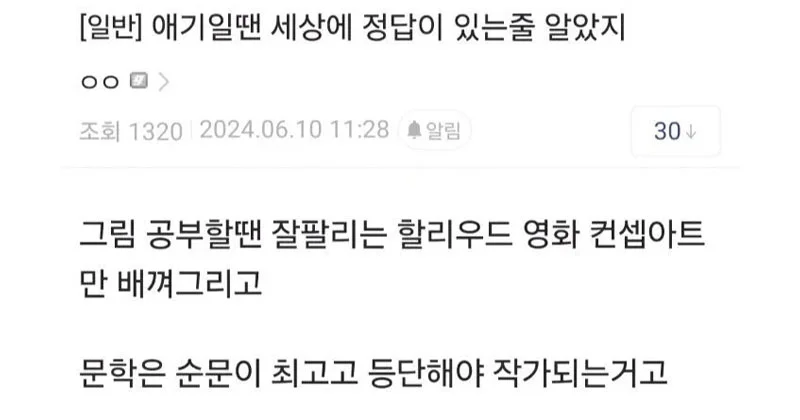 [일반] 애기일땐 세상에 정답이 있는줄 알았지
ㅇㅇ
조회 1320 2024.06.10 11:28 알림 30↓
그림 공부할땐 잘팔리는 할리우드 영화 컨셉아트
만 배껴그리고
문학은 순문이 최고고 등단해야 작가되는거고